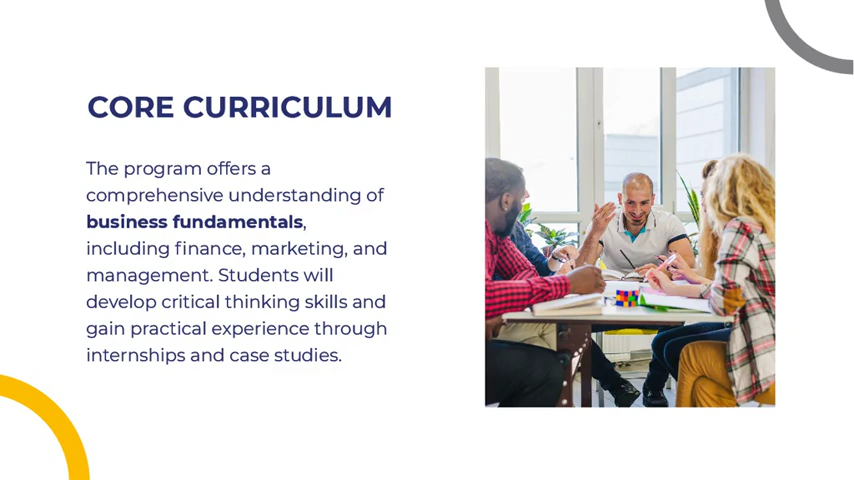 CORE CURRICULUM
The program offers a
comprehensive understanding of
business fundamentals,
including finance, marketing, and
management. Students will
develop critical thinking skills and
gain practical experience through
internships and case studies.